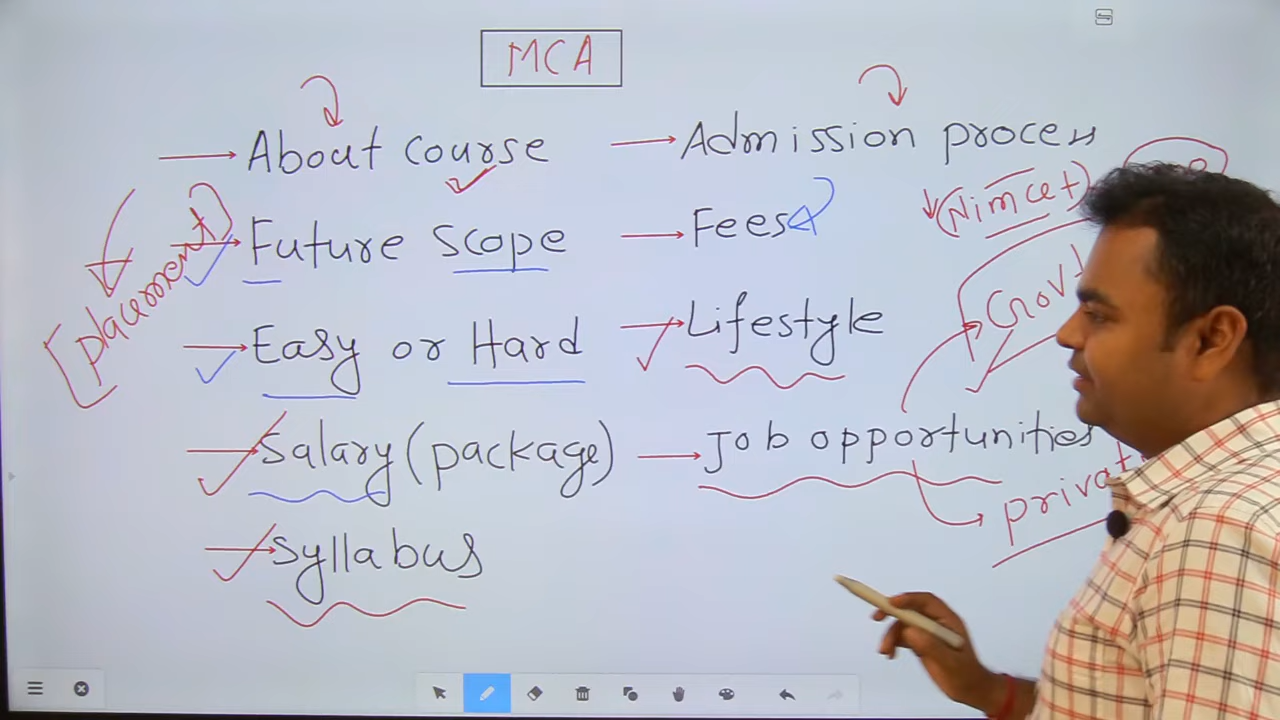 MCA
About course
Future scope
Easy or Hard
Salary (package)
Syllabus
[placement]
Admission process
(Nimcet)
Fees
Lifestyle
Govt
Job opportunities